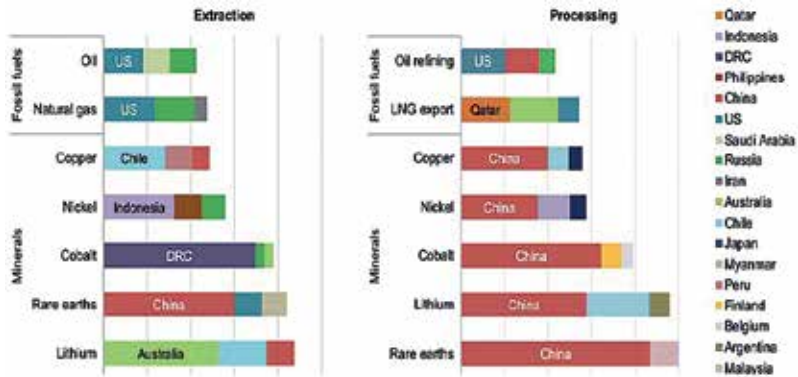 Extraction
Fossil fuels
Oil
US
Natural gas
US
Minerals
Copper
Chile
Nickel
Indonesia
Cobalt
DRC
Rare earths
China
Lithium
Australia
Processing
Fossil fuels
Oil refining
US
LNG export
Qatar
Minerals
Copper
China
Nickel
China
Cobalt
China
Lithium
China
Rare earths
China
Qatar
Indonesia
DRC
Philippines
China
US
Saudi Arabia
Russia
Iran
Australia
Chile
Japan
Myanmar
Peru
Finland
Belgium
Argentina
Malaysia